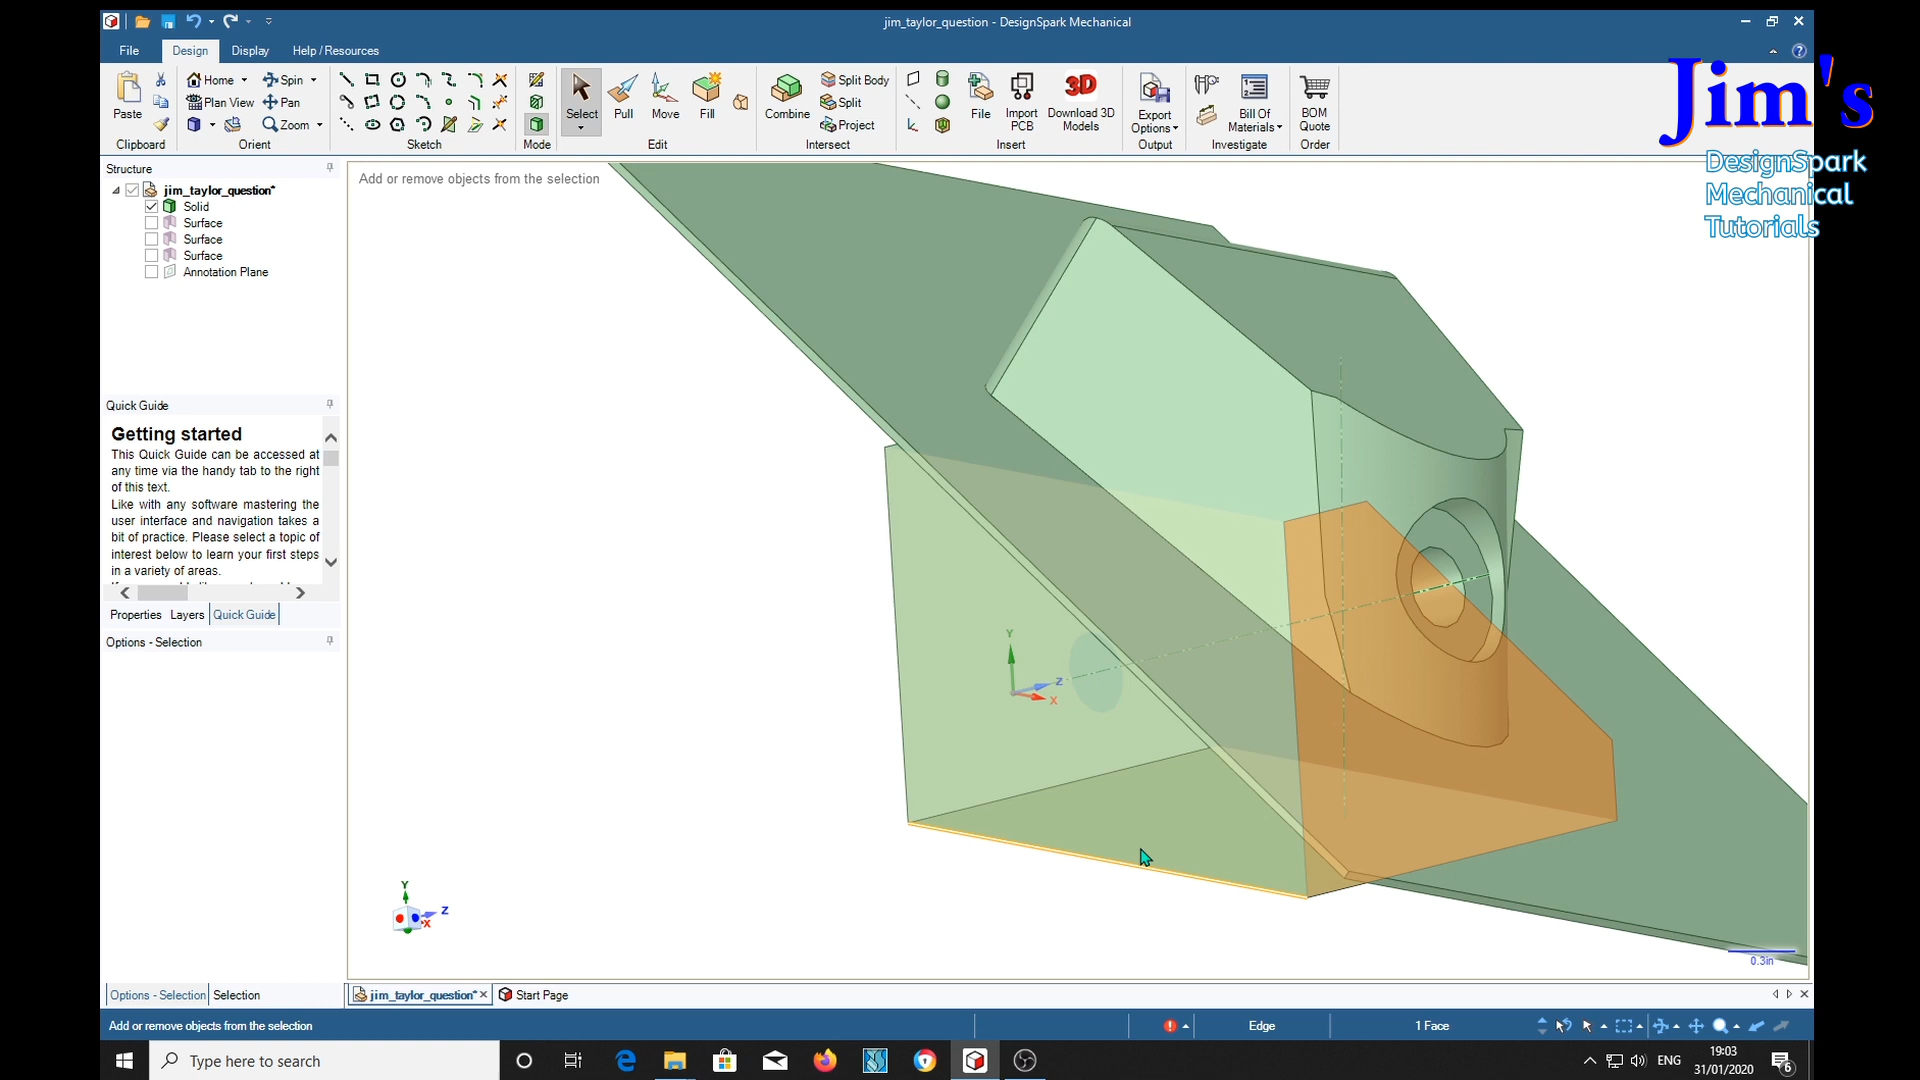 jim_taylor_question - DesignSpark Mechanical
File
Design
Display
Help / Resources
Paste
Clipboard
Home
Plan View
Spin
Pan
Zoom
Orient
Sketch
Mode
Select
Pull
Move
Fill
Edit
Combine
Split Body
Split
Project
Intersect
File
Import
PCB
Download 3D
Models
Insert
Export
Options
Output
Bill Of
Materials
Investigate
BOM
Quote
Order
3D
Jim's
DesignSpark
Mechanical
Tutorials
Structure
jim_taylor_question*
Solid
Surface
Surface
Surface
Annotation Plane
Add or remove objects from the selection
Quick Guide
Getting started
This Quick Guide can be accessed at
any time via the handy tab to the right
of this text.
Like with any software mastering the
user interface and navigation takes a
bit of practice. Please select a topic of
interest below to learn your first steps
in a variety of areas.
Properties
Layers
Quick Guide
Options - Selection
Y
Z
X
Y
Z
X
0.3in
Options - Selection
Selection
jim_taylor_question*
Start Page
Add or remove objects from the selection
Edge
1 Face
Type here to search
ENG
19:03
31/01/2020
6